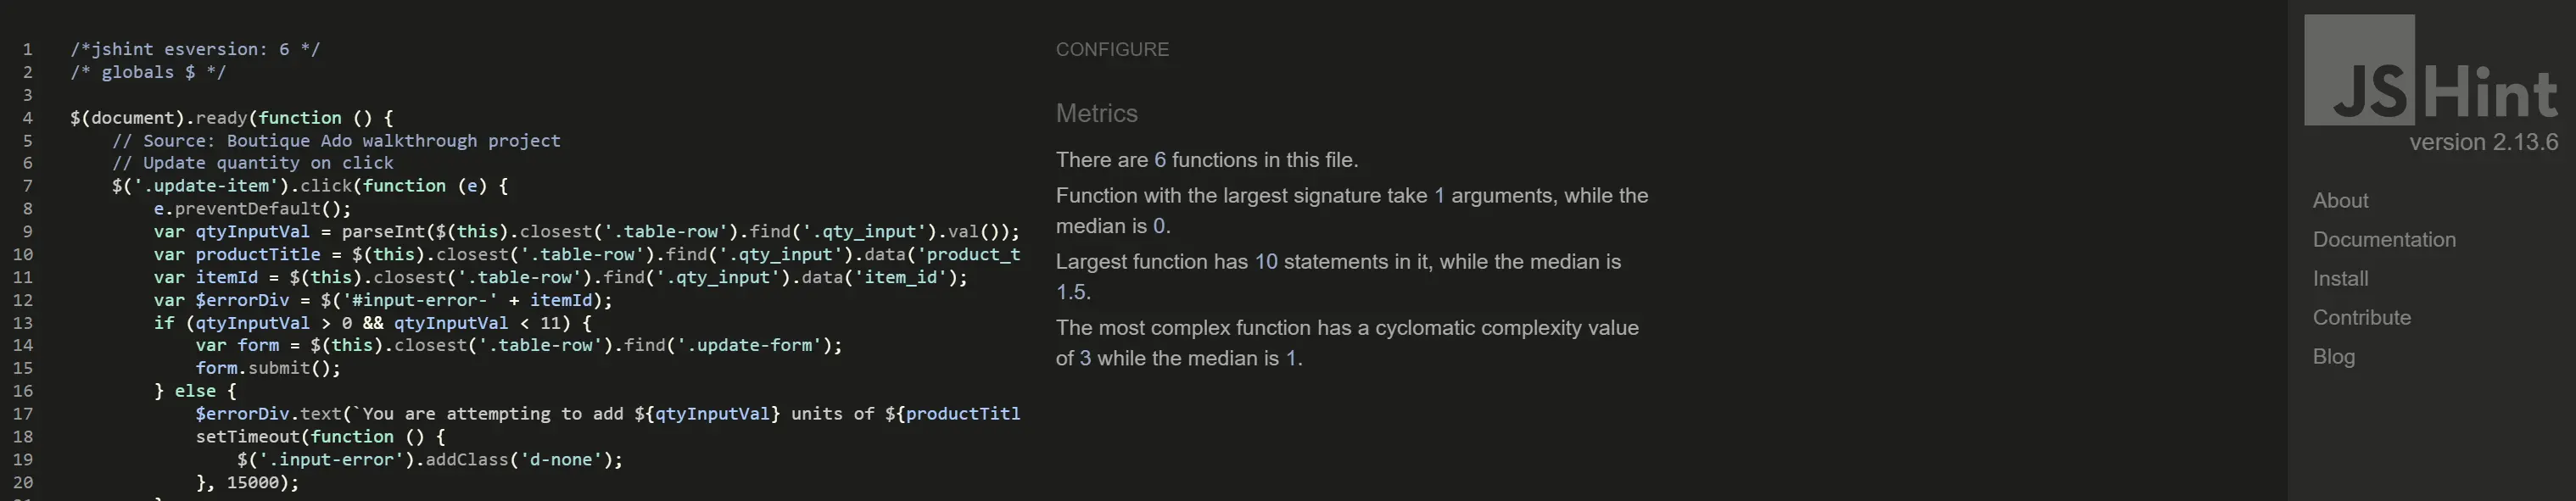 1 /*jshint esversion: 6 */
2 /* globals $ */
3
4 $(document).ready(function () {
5 // Source: Boutique Ado walkthrough project
6 // Update quantity on click
7 $('.update-item').click(function (e) {
8 e.preventDefault();
9 var qtyInputVal = parseInt($(this).closest('.table-row').find('.qty_input').val());
10 var productTitle = $(this).closest('.table-row').find('.qty_input').data('product_t
11 var itemId = $(this).closest('.table-row').find('.qty_input').data('item_id');
12 var $errorDiv = $('#input-error-' + itemId);
13 if (qtyInputVal > 0 && qtyInputVal < 11) {
14 var form = $(this).closest('.table-row').find('.update-form');
15 form.submit();
16 } else {
17 $errorDiv.text(`You are attempting to add ${qtyInputVal} units of ${productTitl
18 setTimeout(function () {
19 $('.input-error').addClass('d-none');
20 }, 15000);
CONFIGURE
Metrics
There are 6 functions in this file.
Function with the largest signature take 1 arguments, while the
median is 0.
Largest function has 10 statements in it, while the median is
1.5.
The most complex function has a cyclomatic complexity value
of 3 while the median is 1.
JSHint
version 2.13.6
About
Documentation
Install
Contribute
Blog